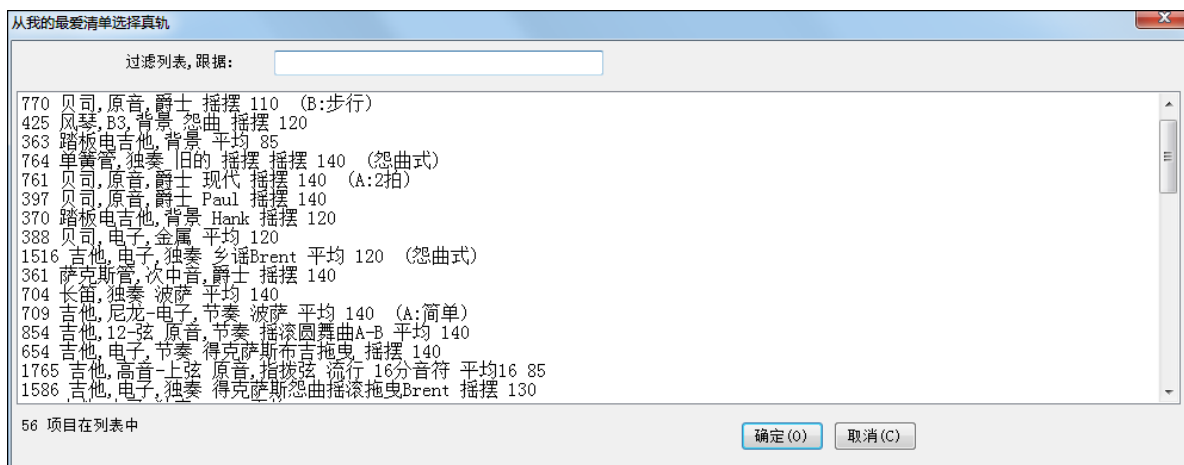 从我的最爱清单选择真轨
过滤列表,跟据:
770 贝司,原音,爵士 摇摆 110 (B:步行)
425 风琴,B3,背景 怨曲 摇摆 120
363 踏板电吉他,背景 平均 85
764 单簧管,独奏 旧的 摇摆 摇摆 140 (怨曲式)
761 贝司,原音,爵士 现代 摇摆 140 (A:2拍)
397 贝司,原音,爵士 Paul 摇摆 140
370 踏板电吉他,背景 Hank 摇摆 120
388 贝司,电子,金属 平均 120
1516 吉他,电子,独奏 乡谣Brent 平均 120 (怨曲式)
361 萨克斯管,次中音,爵士 摇摆 140
704 长笛,独奏 波萨 平均 140
709 吉他,尼龙-电子,节奏 波萨 平均 140 (A:简单)
854 吉他,12-弦 原音,节奏 摇滚圆舞曲A-B 平均 140
654 吉他,电子,节奏 得克萨斯布吉拖曳 摇摆 140
1765 吉他,高音-上弦 原音,指拨弦 流行 16分音符 平均16 85
1586 吉他,电子,独奏 得克萨斯怨曲摇滚拖曳Brent 摇摆 130
56 项目在列表中
确定(O) 取消(C)